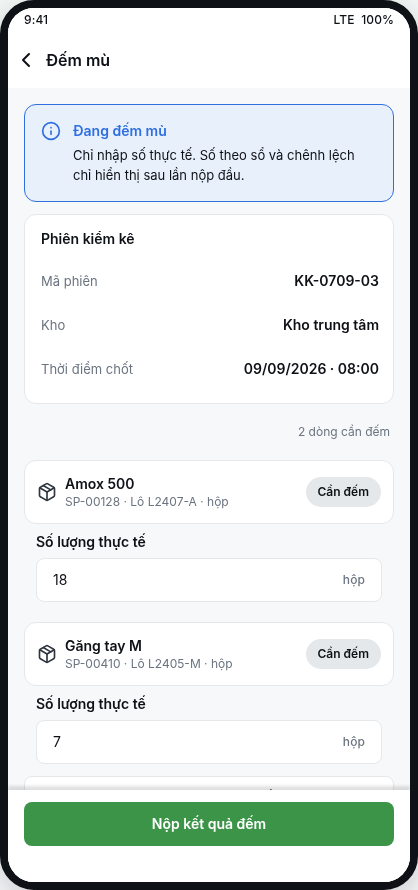 9:41
LTE 100%
Đếm mù
Đang đếm mù
Chỉ nhập số thực tế. Số theo sổ và chênh lệch
chỉ hiển thị sau lần nộp đầu.
Phiên kiểm kê
Mã phiên
KK-0709-03
Kho
Kho trung tâm
Thời điểm chốt
09/09/2026 · 08:00
2 dòng cần đếm
Amox 500
SP-00128 · Lô L2407-A · hộp
Cần đếm
Số lượng thực tế
18
hộp
Găng tay M
SP-00410 · Lô L2405-M · hộp
Cần đếm
Số lượng thực tế
7
hộp
Nộp kết quả đếm